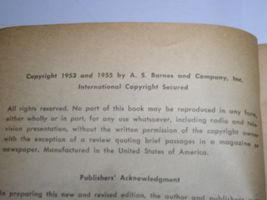 Copyright 1953 and 1955 by A. S. Barnes and Company, Inc.
International Copyright Secured
All rights reserved. No part of this book may be reproduced in any form,
either wholly or in part, for any use whatsoever, including radio and tele-
vision presentation, without the written permission of the copyright owner
with the exception of a review quoting brief passages in a magazine or
newspaper. Manufactured in the United States of America.
Publishers' Acknowledgment
In preparing this new and revised edition, the author and publishers